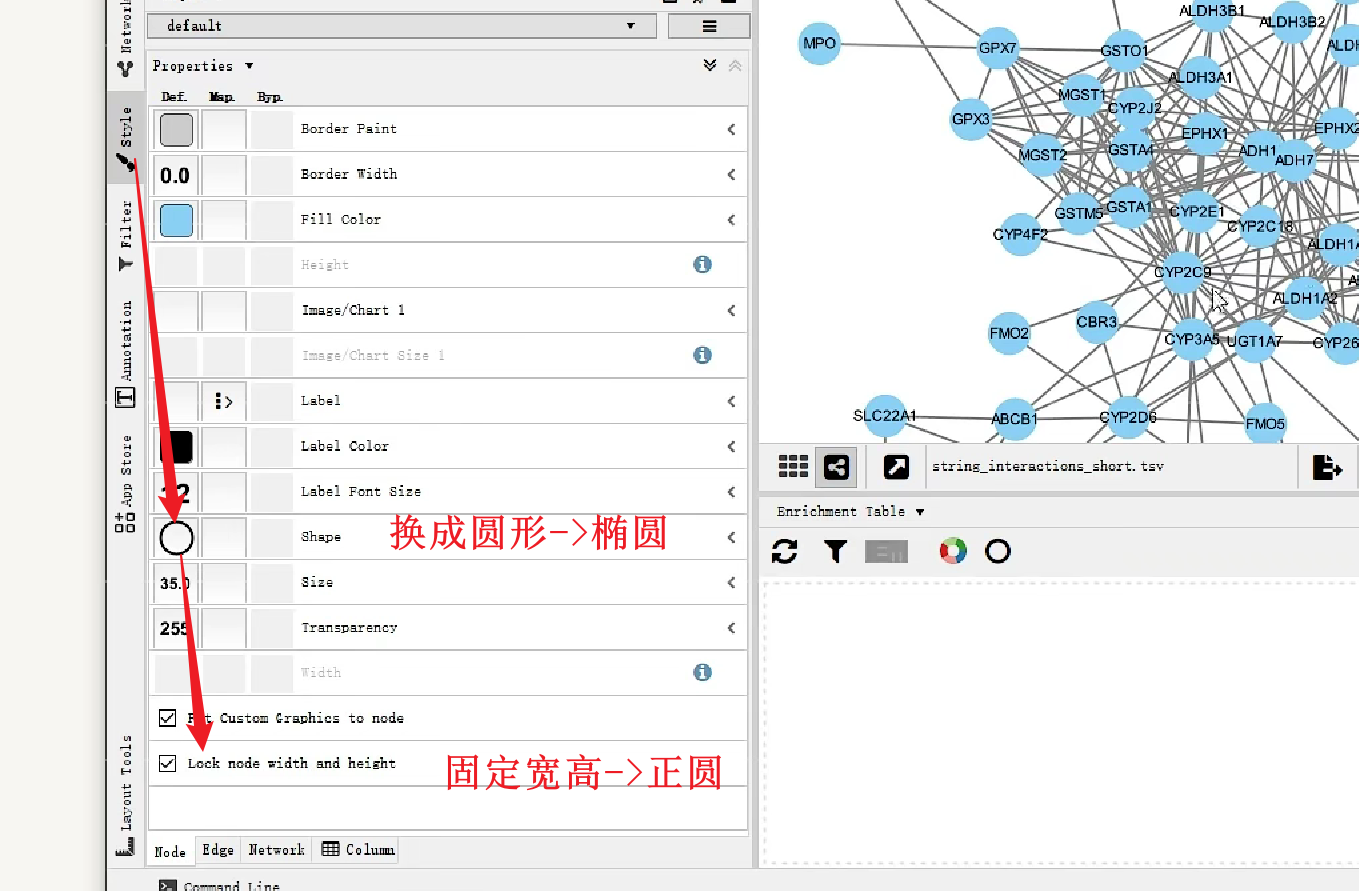 Network
Style
Filter
Annotation
App Store
Layout Tools
default
Properties
Def. Map. Byp.
Border Paint
0.0 Border Width
Fill Color
Height
Image/Chart 1
Image/Chart Size 1
Label
Label Color
Label Font Size
Shape
换成圆形->椭圆
35.0 Size
255 Transparency
Width
Custom Graphics to node
Lock node width and height
固定宽高->正圆
Node Edge Network Column
Command Line
ALDH3B1
ALDH3B2
MPO
GPX7
GSTO1
ALDH3A1
MGST1
CYP2J2
GPX3
EPHX1
MGST2
GSTA4
ADH1
ADH7
GSTM5
GSTA1
CYP2E1
CYP2C18
CYP4F2
CYP2C9
ALDH1A2
FMO2
CBR3
CYP3A5
UGT1A7
CYP26
SLC22A1
ABCB1
CYP2D6
FMO5
string_interactions_short.tsv
Enrichment Table